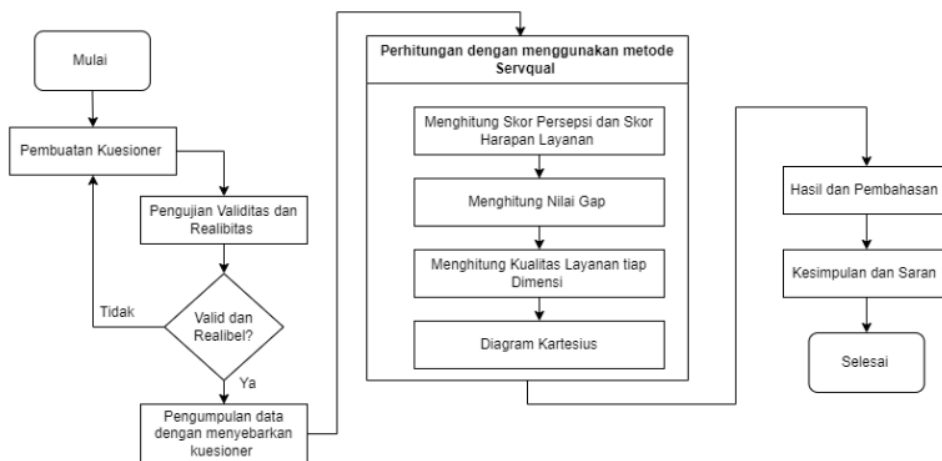 Mulai
Pembuatan Kuesioner
Pengujian Validitas dan
Realibitas
Valid dan
Realibel?
Tidak
Ya
Pengumpulan data
dengan menyebarkan
kuesioner
Perhitungan dengan menggunakan metode
Servqual
Menghitung Skor Persepsi dan Skor
Harapan Layanan
Menghitung Nilai Gap
Menghitung Kualitas Layanan tiap
Dimensi
Diagram Kartesius
Hasil dan Pembahasan
Kesimpulan dan Saran
Selesai